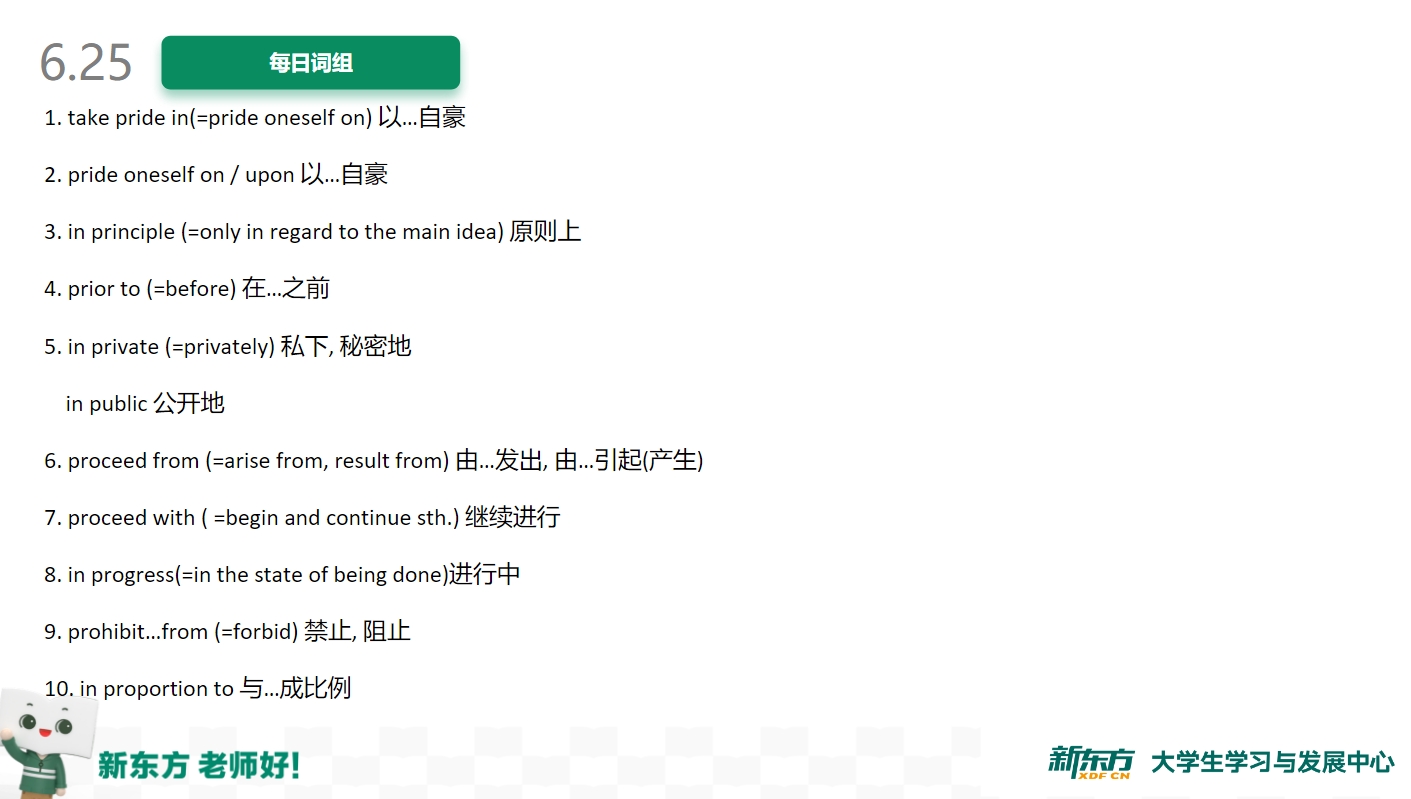 6.25
每日词组
1. take pride in(=pride oneself on) 以…自豪
2. pride oneself on / upon 以…自豪
3. in principle (=only in regard to the main idea) 原则上
4. prior to (=before) 在…之前
5. in private (=privately) 私下, 秘密地
in public 公开地
6. proceed from (=arise from, result from) 由…发出, 由…引起(产生)
7. proceed with ( =begin and continue sth.) 继续进行
8. in progress(=in the state of being done)进行中
9. prohibit…from (=forbid) 禁止, 阻止
10. in proportion to 与…成比例
新东方 老师好!
新东方 XDF.CN 大学生学习与发展中心